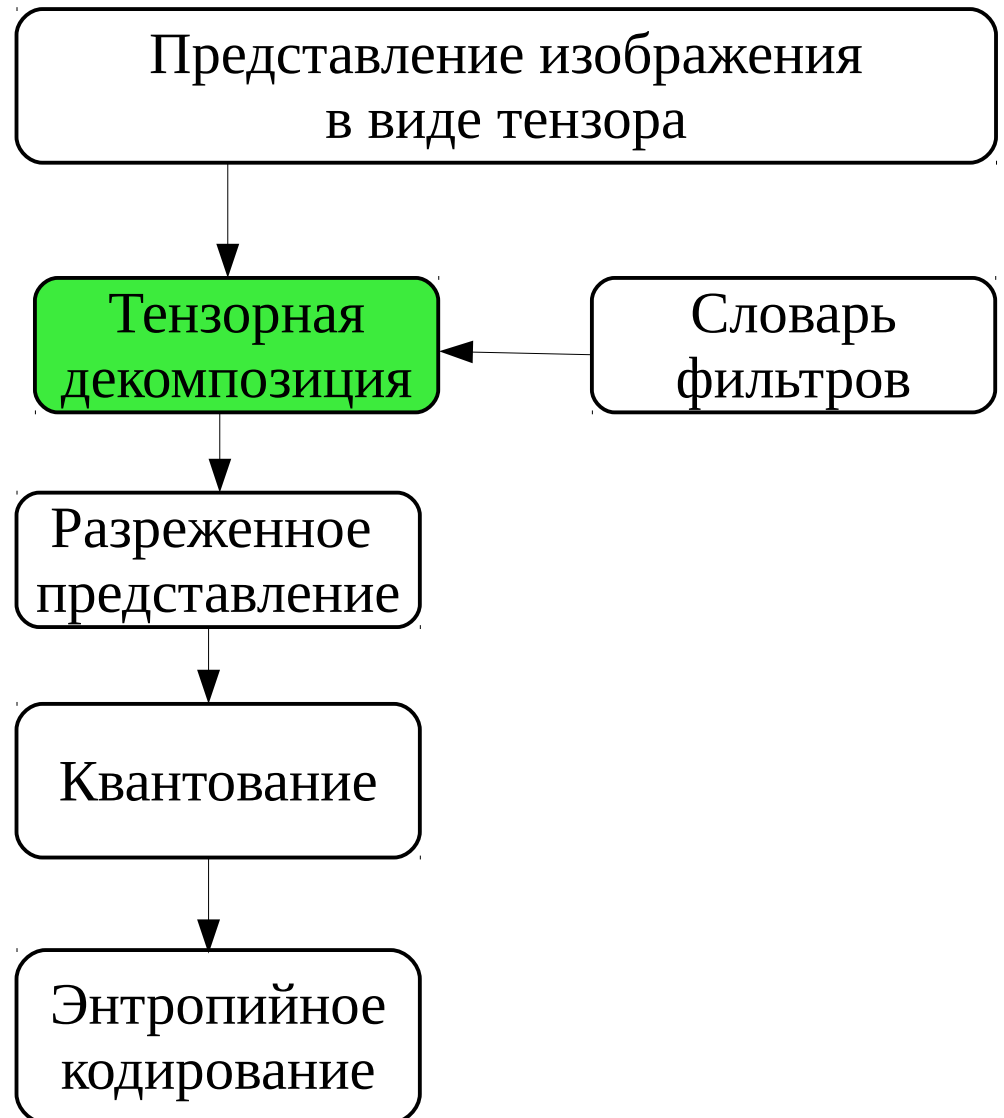 Представление изображения
в виде тензора
Тензорная
декомпозиция
Словарь
фильтров
Разреженное
представление
Квантование
Энтропийное
кодирование